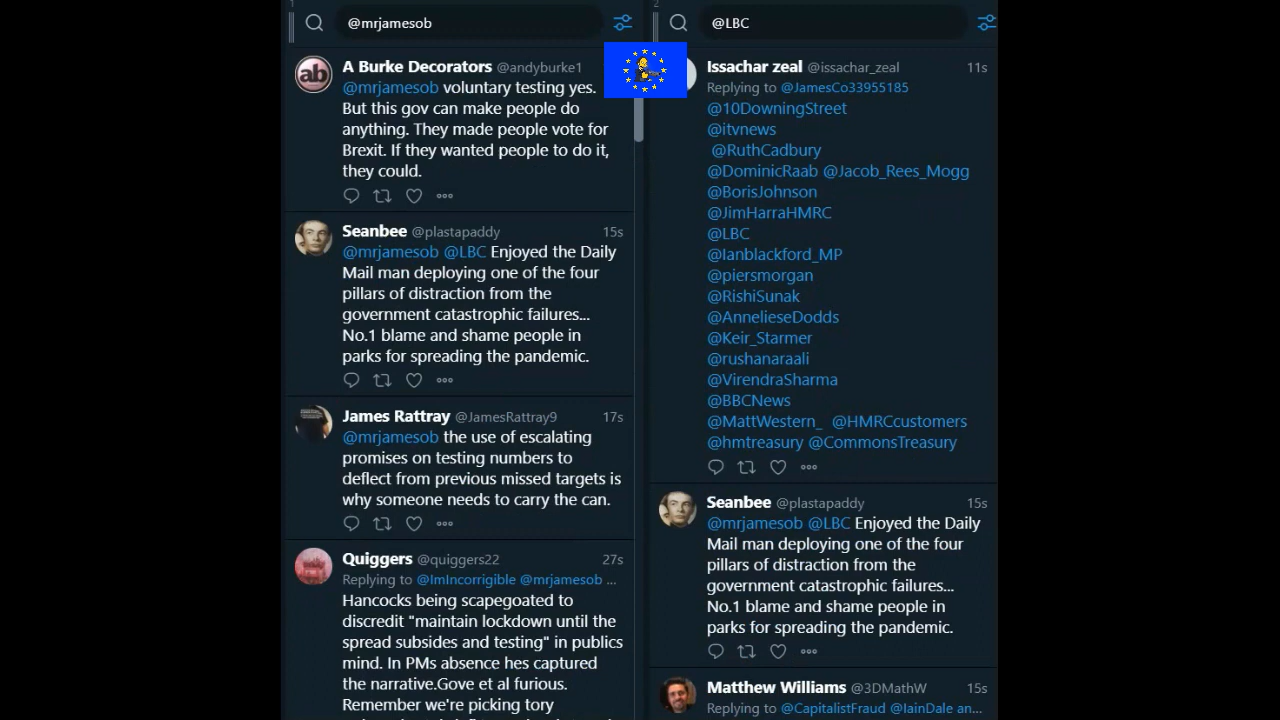 1
@mrjamesob
A Burke Decorators @andyburke1
@mrjamesob voluntary testing yes.
But this gov can make people do
anything. They made people vote for
Brexit. If they wanted people to do it,
they could.
Seanbee @plastapaddy 15s
@mrjamesob @LBC Enjoyed the Daily
Mail man deploying one of the four
pillars of distraction from the
government catastrophic failures...
No.1 blame and shame people in
parks for spreading the pandemic.
James Rattray @JamesRattray9 17s
@mrjamesob the use of escalating
promises on testing numbers to
deflect from previous missed targets is
why someone needs to carry the can.
Quiggers @quiggers22 27s
Replying to @ImIncorrigible @mrjamesob ...
Hancocks being scapegoated to
discredit "maintain lockdown until the
spread subsides and testing" in publics
mind. In PMs absence hes captured
the narrative.Gove et al furious.
Remember we're picking tory
2
@LBC
Issachar zeal @issachar_zeal 11s
Replying to @JamesCo33955185
@10DowningStreet
@itvnews
@RuthCadbury
@DominicRaab @Jacob_Rees_Mogg
@BorisJohnson
@JimHarraHMRC
@LBC
@Ianblackford_MP
@piersmorgan
@RishiSunak
@AnnelieseDodds
@Keir_Starmer
@rushanaraali
@VirendraSharma
@BBCNews
@MattWestern_ @HMRCcustomers
@hmtreasury @CommonsTreasury
Seanbee @plastapaddy 15s
@mrjamesob @LBC Enjoyed the Daily
Mail man deploying one of the four
pillars of distraction from the
government catastrophic failures...
No.1 blame and shame people in
parks for spreading the pandemic.
Matthew Williams @3DMathW 15s
Replying to @CapitalistFraud @IainDale an...